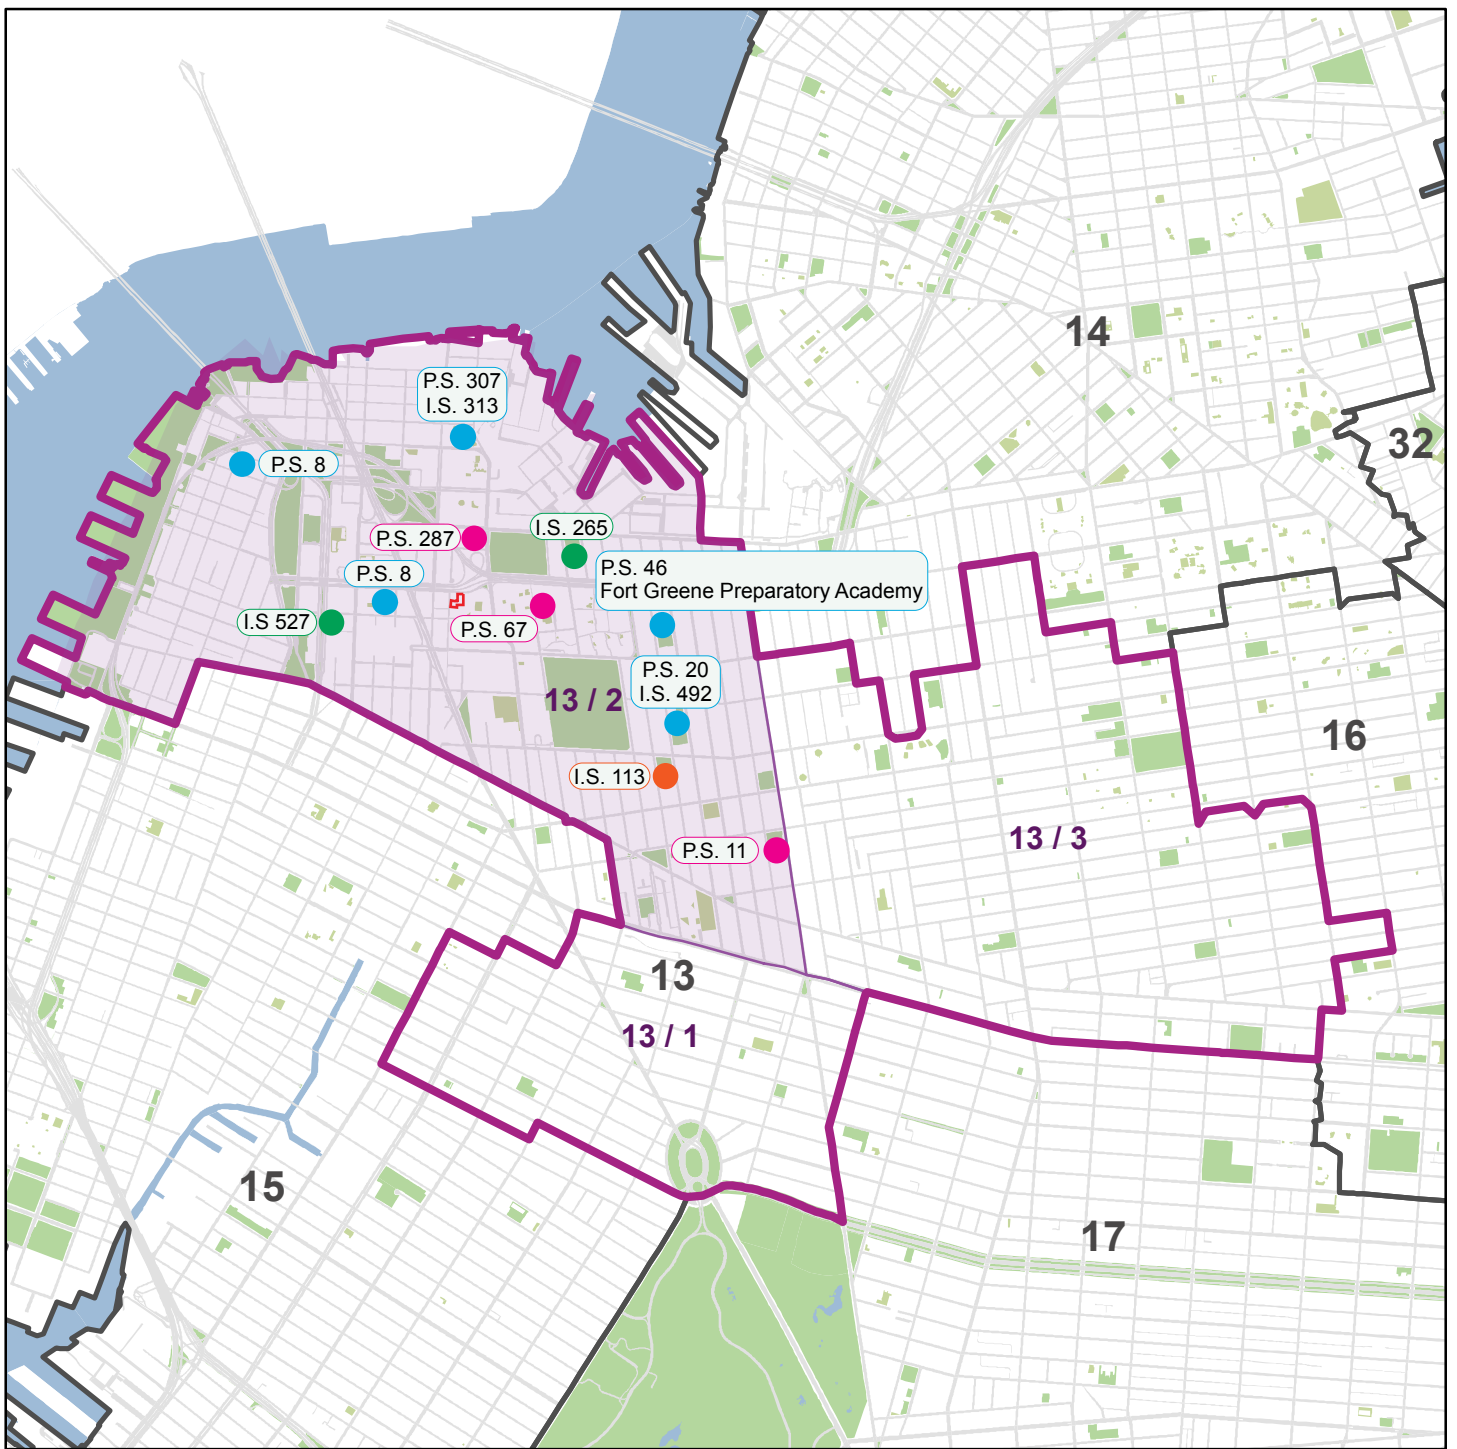 14
P.S. 307
I.S. 313
32
P.S. 8
I.S. 265
P.S. 287
P.S. 46
Fort Greene Preparatory Academy
P.S. 8
I.S 527
P.S. 67
P.S. 20
I.S. 492
13 / 2
16
I.S. 113
13 / 3
P.S. 11
13
13 / 1
15
17